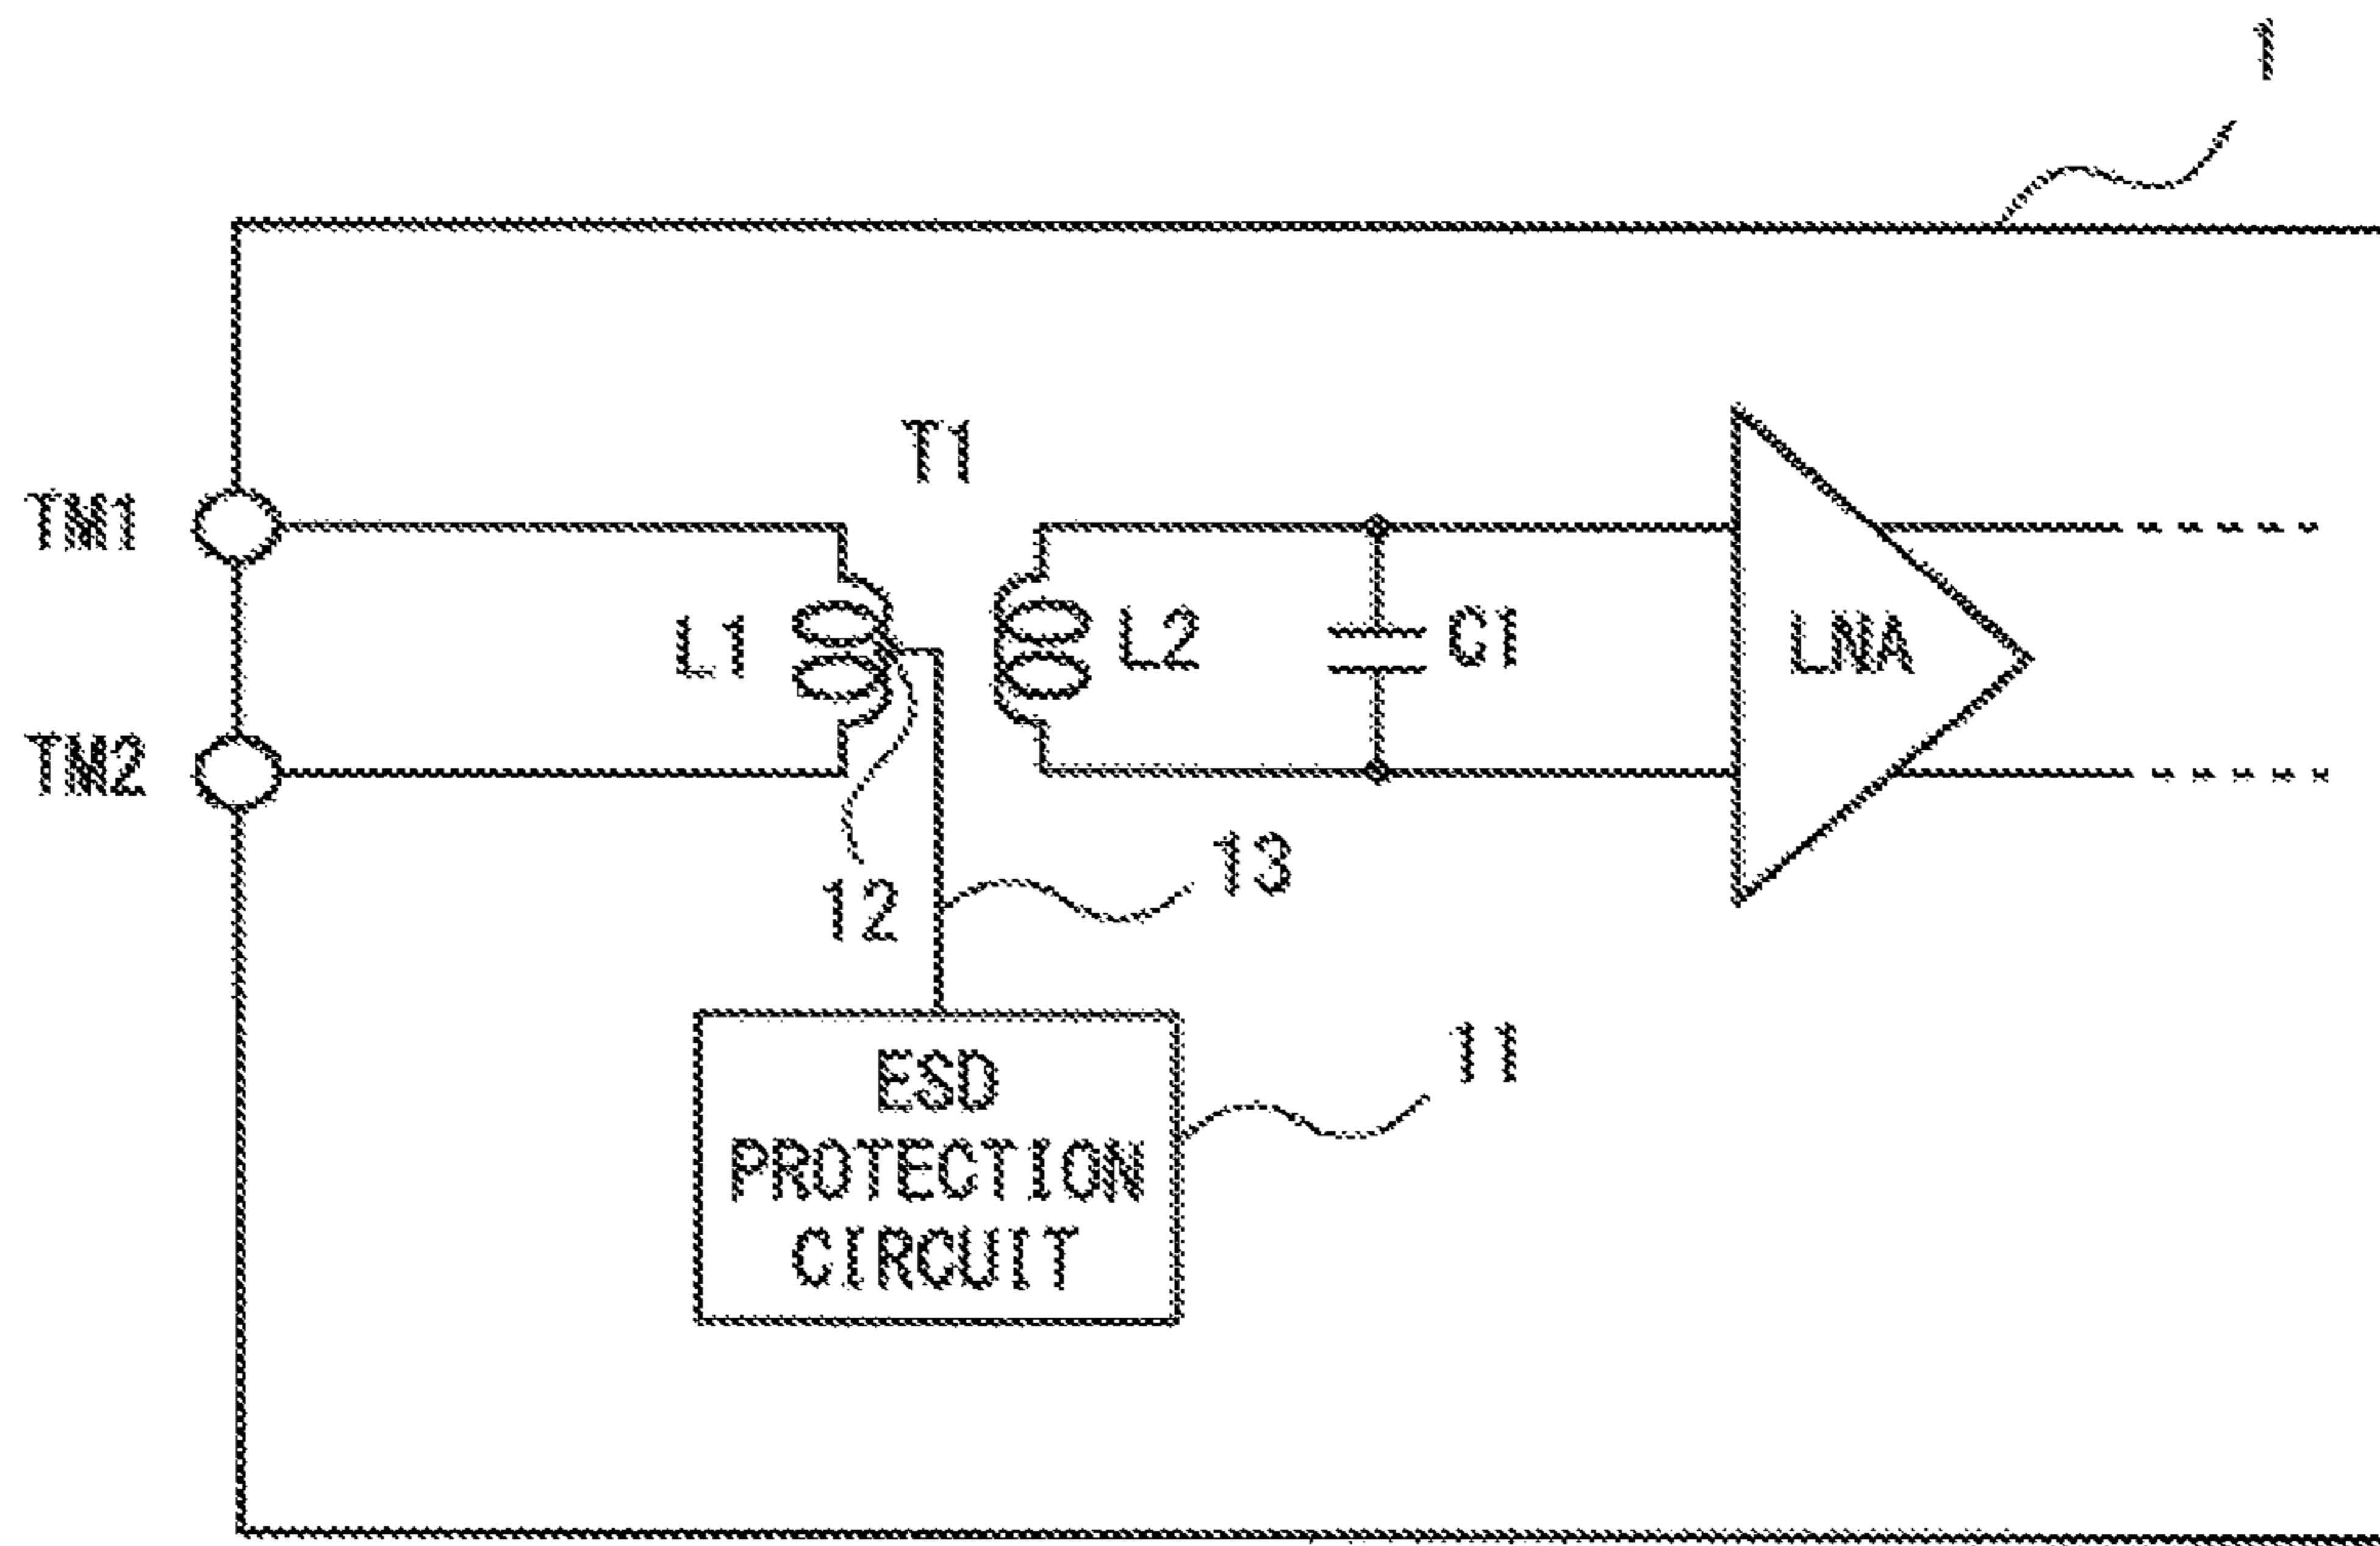 1
T1
TM1
L1
L2
C1
LNA
TM2
12
13
ESD
PROTECTION
CIRCUIT
11